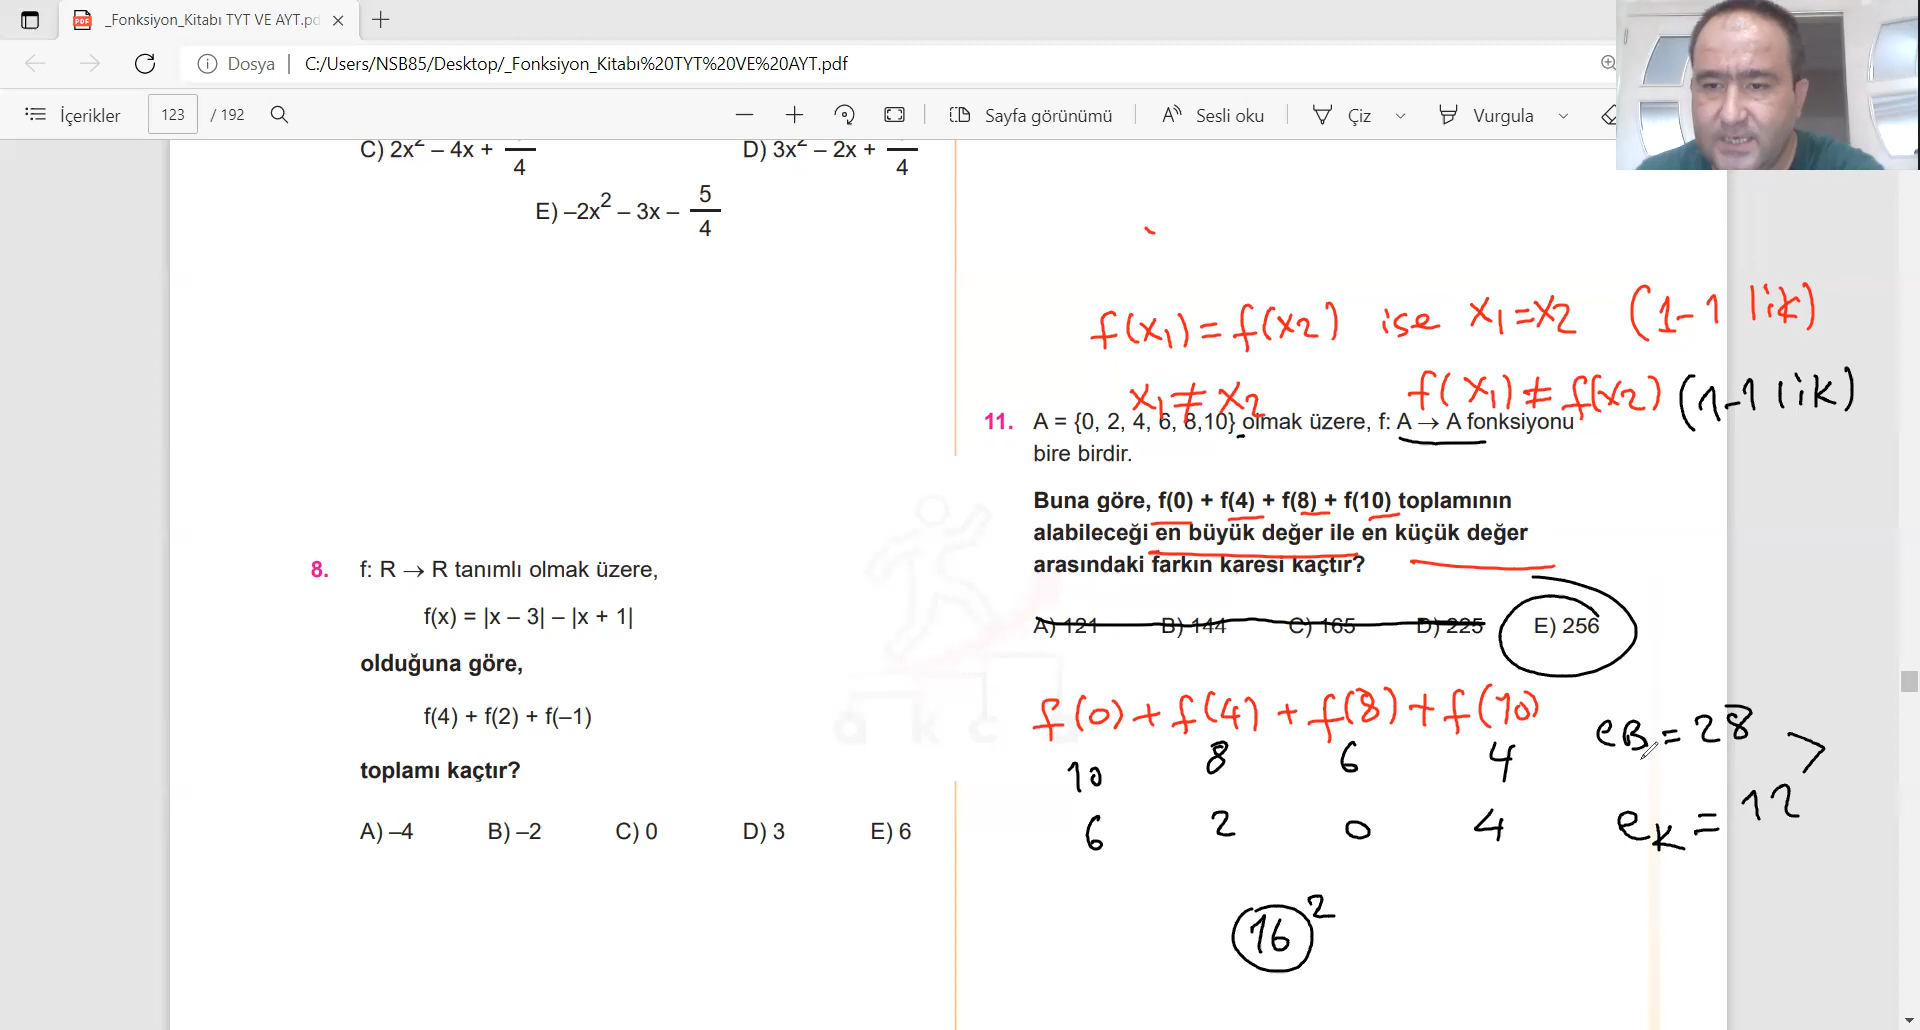 _Fonksiyon_Kitabı TYT VE AYT.pd
Dosya | C:/Users/NSB85/Desktop/_Fonksiyon_Kitabı%20TYT%20VE%20AYT.pdf
İçerikler 123 / 192 Sayfa görünümü Sesli oku Çiz Vurgula
C) 2x² – 4x + /4 D) 3x² – 2x + /4
E) –2x² – 3x – 5/4
8. f: R → R tanımlı olmak üzere,
f(x) = |x – 3| – |x + 1|
olduğuna göre,
f(4) + f(2) + f(–1)
toplamı kaçtır?
A) –4 B) –2 C) 0 D) 3 E) 6
f(x₁) = f(x₂) ise x₁=x₂ (1-1 lik)
x₁ ≠ x₂ f(x₁) ≠ f(x₂) (1-1 lik)
11. A = {0, 2, 4, 6, 8,10} olmak üzere, f: A → A fonksiyonu
bire birdir.
Buna göre, f(0) + f(4) + f(8) + f(10) toplamının
alabileceği en büyük değer ile en küçük değer
arasındaki farkın karesi kaçtır?
A) 121 B) 144 C) 165 D) 225 E) 256
f(0) + f(4) + f(8) + f(10)
10 8 6 4
eB = 28 >
6 2 0 4
eK = 12
16²
akc